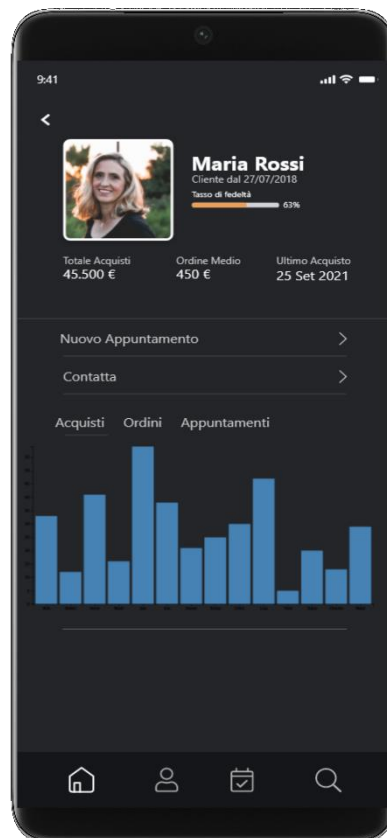 9:41
Maria Rossi
Cliente dal 27/07/2018
Tasso di fedeltà
63%
Totale Acquisti Ordine Medio Ultimo Acquisto
45.500 € 450 € 25 Set 2021
Nuovo Appuntamento
Contatta
Acquisti Ordini Appuntamenti